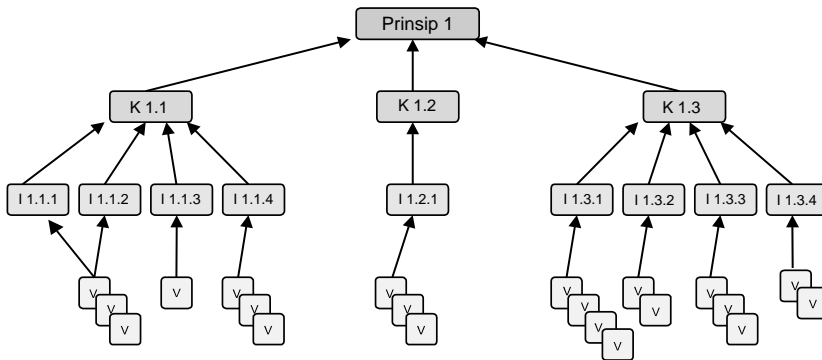 Prinsip 1
K 1.1 K 1.2 K 1.3
I 1.1.1 I 1.1.2 I 1.1.3 I 1.1.4 I 1.2.1 I 1.3.1 I 1.3.2 I 1.3.3 I 1.3.4
V V V V V V V V V
V V V V V V V
V V V V V
V